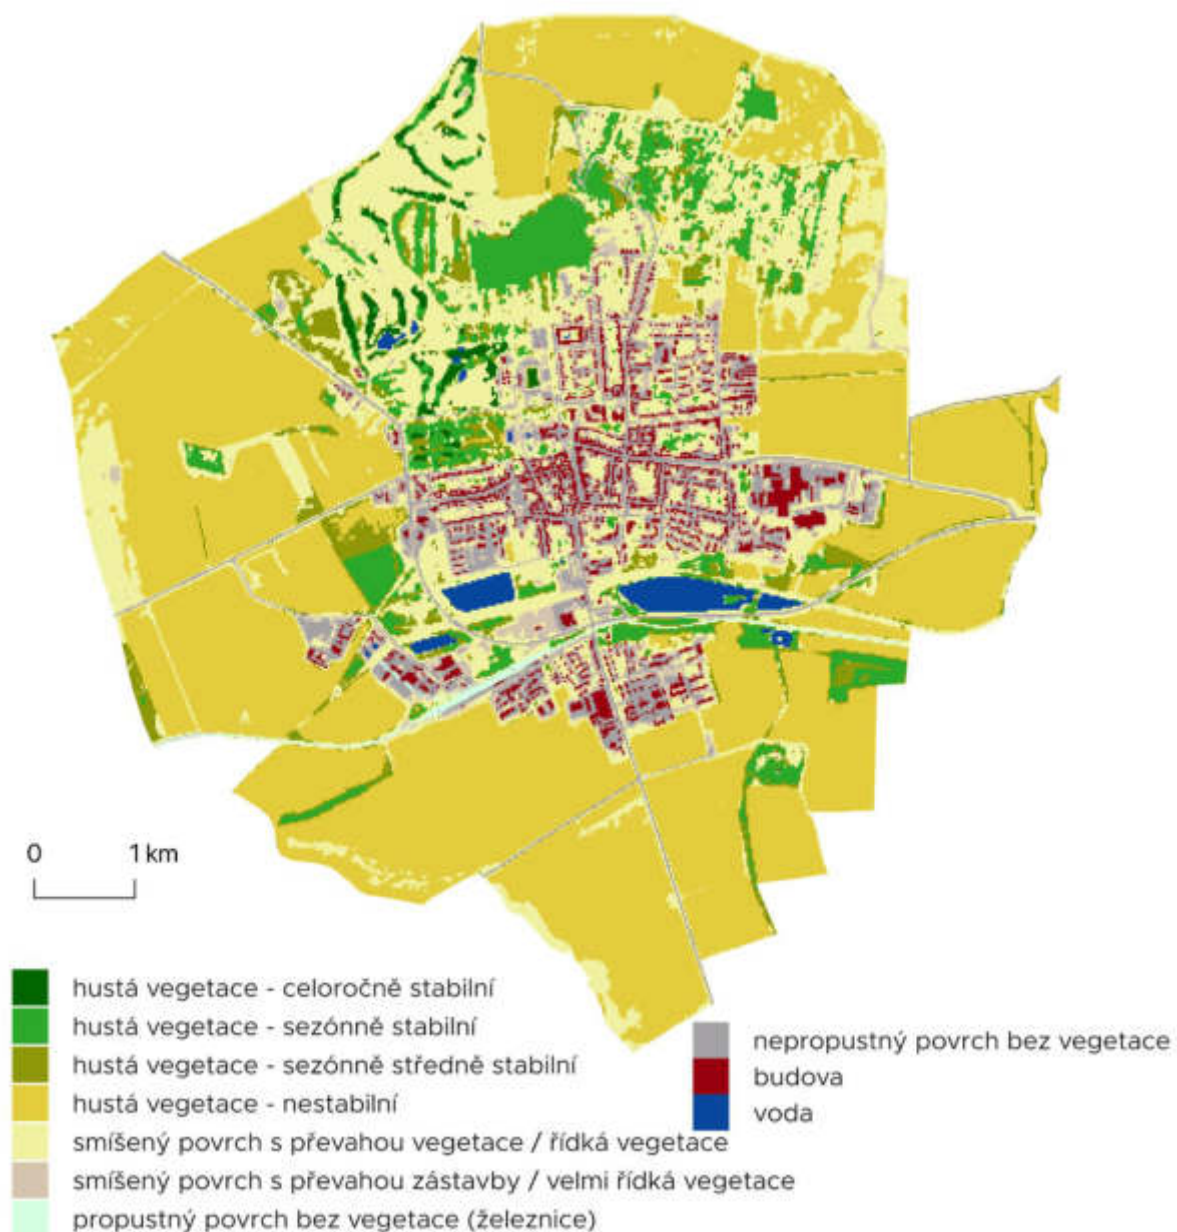 0 1 km
hustá vegetace - celoročně stabilní
hustá vegetace - sezónně stabilní
hustá vegetace - sezónně středně stabilní
hustá vegetace - nestabilní
smíšený povrch s převahou vegetace / řídká vegetace
smíšený povrch s převahou zástavby / velmi řídká vegetace
propustný povrch bez vegetace (železnice)
nepropustný povrch bez vegetace
budova
voda